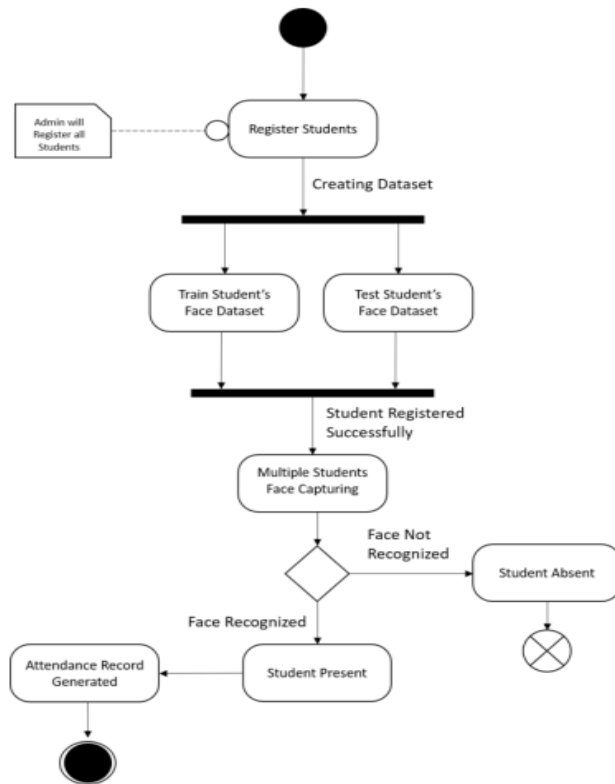 Admin will
Register all
Students
Register Students
Creating Dataset
Train Student's
Face Dataset
Test Student's
Face Dataset
Student Registered
Successfully
Multiple Students
Face Capturing
Face Not
Recognized
Student Absent
Face Recognized
Attendance Record
Generated
Student Present